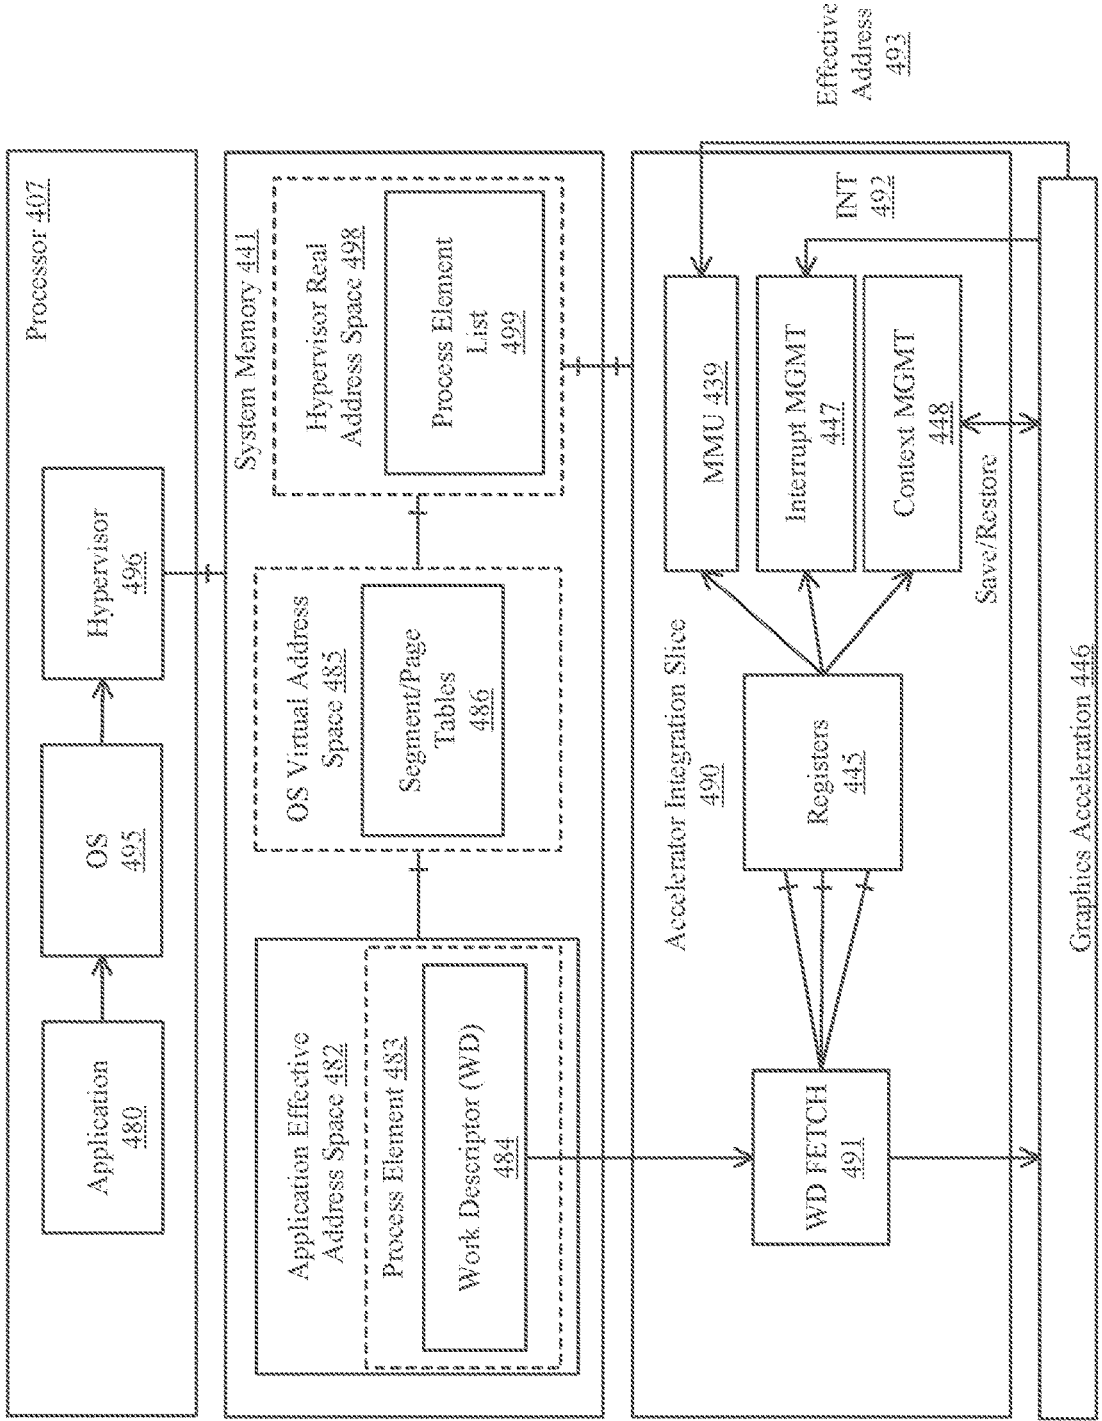 Processor 407
Application
480
OS
495
Hypervisor
496
System Memory 441
Application Effective
Address Space 482
Process Element 483
Work Descriptor (WD)
484
OS Virtual Address
Space 485
Segment/Page
Tables
486
Hypervisor Real
Address Space 498
Process Element
List
499
Accelerator Integration Slice
490
WD FETCH
491
Registers
445
MMU 439
Interrupt MGMT
447
Context MGMT
448
INT
492
Effective
Address
493
Save/Restore
Graphics Acceleration 446